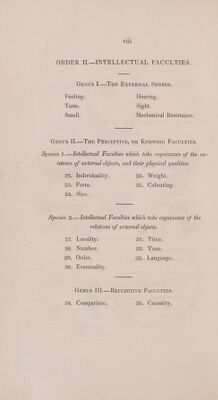 viii
ORDER II.—INTELLECTUAL FACULTIES.
Genus I.—The External Senses.
Feeling. Hearing.
Taste. Sight.
Smell. Mechanical Resistance.
Genus II.—The Perceptive, or Knowing Faculties.
Species 1.—Intellectual Faculties which take cognizance of the ex-
istence of external objects, and their physical qualities.
22. Individuality. 25. Weight.
23. Form. 26. Colouring.
24. Size.
Species 2.—Intellectual Faculties which take cognizance of the
relations of external objects.
27. Locality. 31. Time.
28. Number. 32. Tune.
29. Order. 33. Language.
30. Eventuality.
Genus III.—Reflective Faculties.
34. Comparison. 35. Causality.